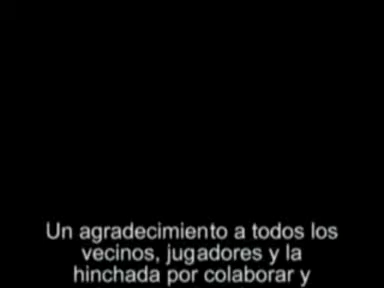 Un agradecimiento a todos los
vecinos, jugadores y la
hinchada por colaborar y